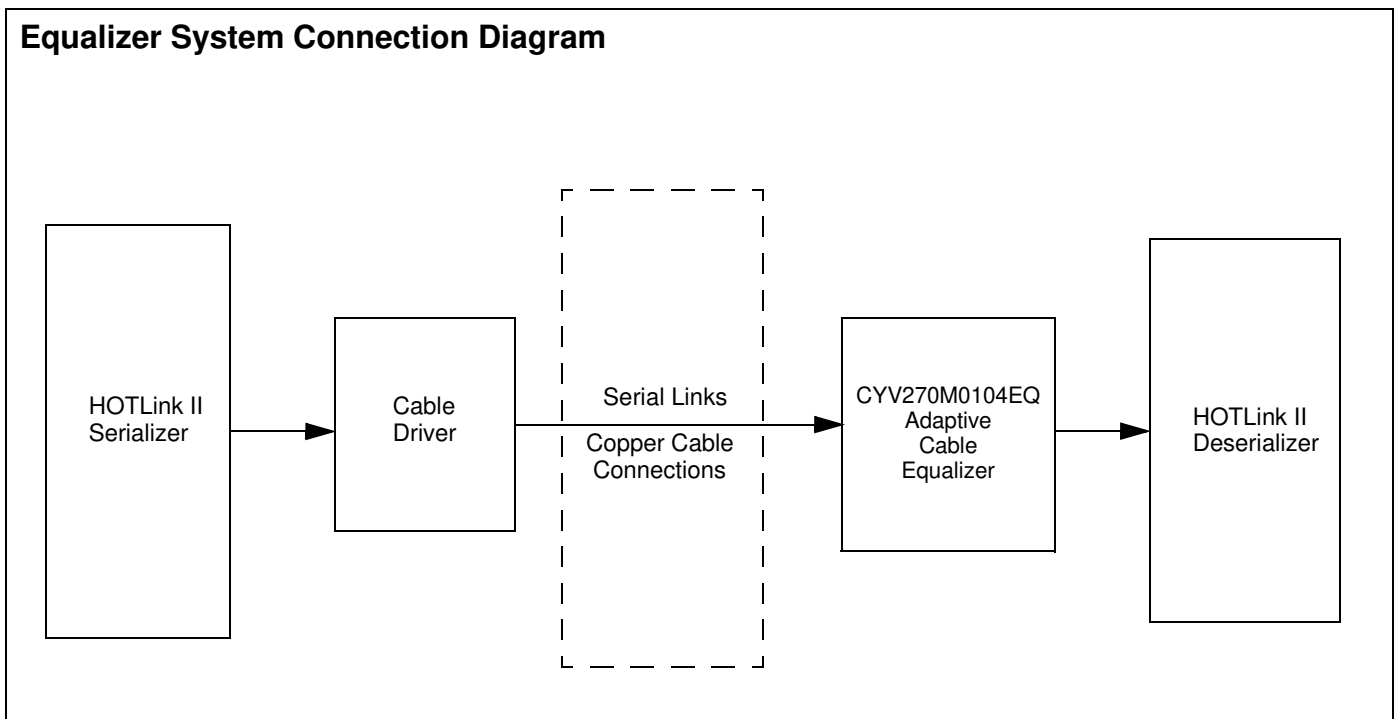 Equalizer System Connection Diagram
HOTLink II
Serializer
Cable
Driver
Serial Links
Copper Cable
Connections
CYV270M0104EQ
Adaptive
Cable
Equalizer
HOTLink II
Deserializer